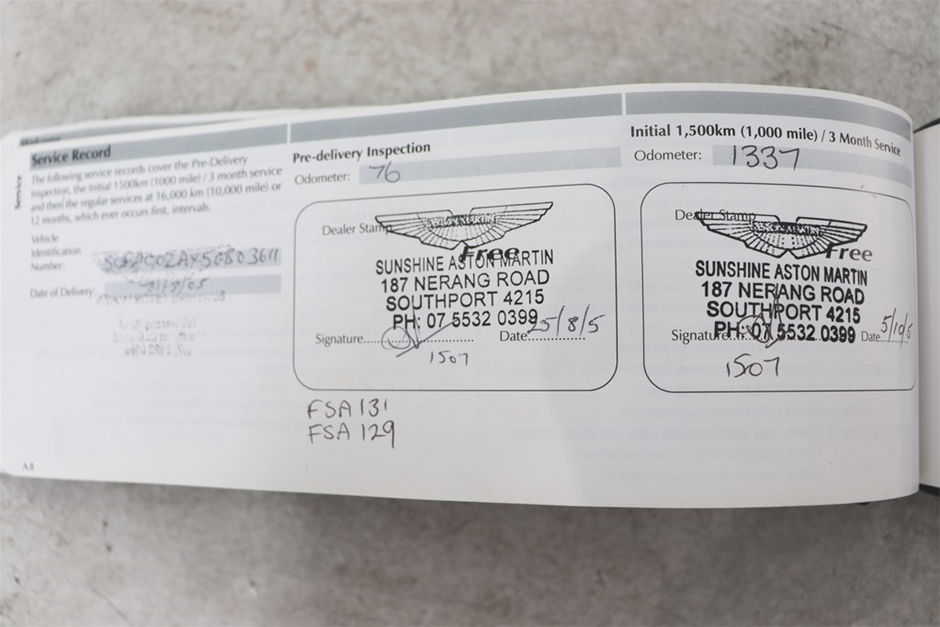 Service
Service Record
The following service records cover the Pre-Delivery
Inspection, the Initial 1500km (1000 mile) / 3 month service
and then the regular services at 16,000 km (10,000 mile) or
12 months, which ever occurs first, intervals.
Vehicle
Identification
Number:
Date of Delivery:
A8
Pre-delivery Inspection
Odometer: 76
Dealer Stamp
Free
SUNSHINE ASTON MARTIN
187 NERANG ROAD
SOUTHPORT 4215
PH: 07 5532 0399
Signature Date 25/8/5
1507
FSA 131
FSA 129
Initial 1,500km (1,000 mile) / 3 Month Service
Odometer: 1337
Dealer Stamp
Free
SUNSHINE ASTON MARTIN
187 NERANG ROAD
SOUTHPORT 4215
PH: 07 5532 0399
Signature Date 5/10/5
1507